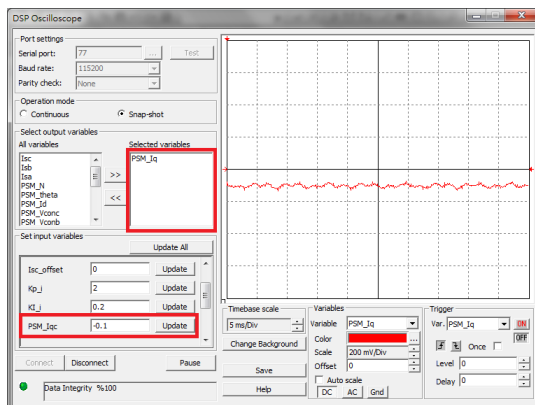 DSP Oscilloscope
Port settings
Serial port: 77 ... Test
Baud rate: 115200
Parity check: None
Operation mode
Continuous Snap-shot
Select output variables
All variables Selected variables
Isc
Isb
Isa
PSM_N
PSM_theta
PSM_Id
PSM_Vconc
PSM_Vconb
>>
<<
PSM_Iq
Set input variables
Update All
Isc_offset 0 Update
Kp_i 2 Update
KI_i 0.2 Update
PSM_Iqc -0.1 Update
Connect Disconnect Pause
Data Integrity %100
Timebase scale
5 ms/Div
Change Background
Save
Help
Variables
Variable PSM_Iq
Color ...
Scale 200 mV/Div
Offset 0
Auto scale
DC AC Gnd
Trigger
Var. PSM_Iq ON
OFF
Once
Level 0
Delay 0